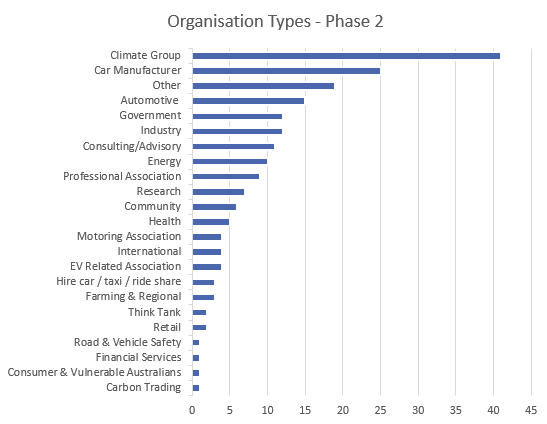 Organisation Types - Phase 2
Climate Group
Car Manufacturer
Other
Automotive
Government
Industry
Consulting/Advisory
Energy
Professional Association
Research
Community
Health
Motoring Association
International
EV Related Association
Hire car / taxi / ride share
Farming & Regional
Think Tank
Retail
Road & Vehicle Safety
Financial Services
Consumer & Vulnerable Australians
Carbon Trading
0 5 10 15 20 25 30 35 40 45